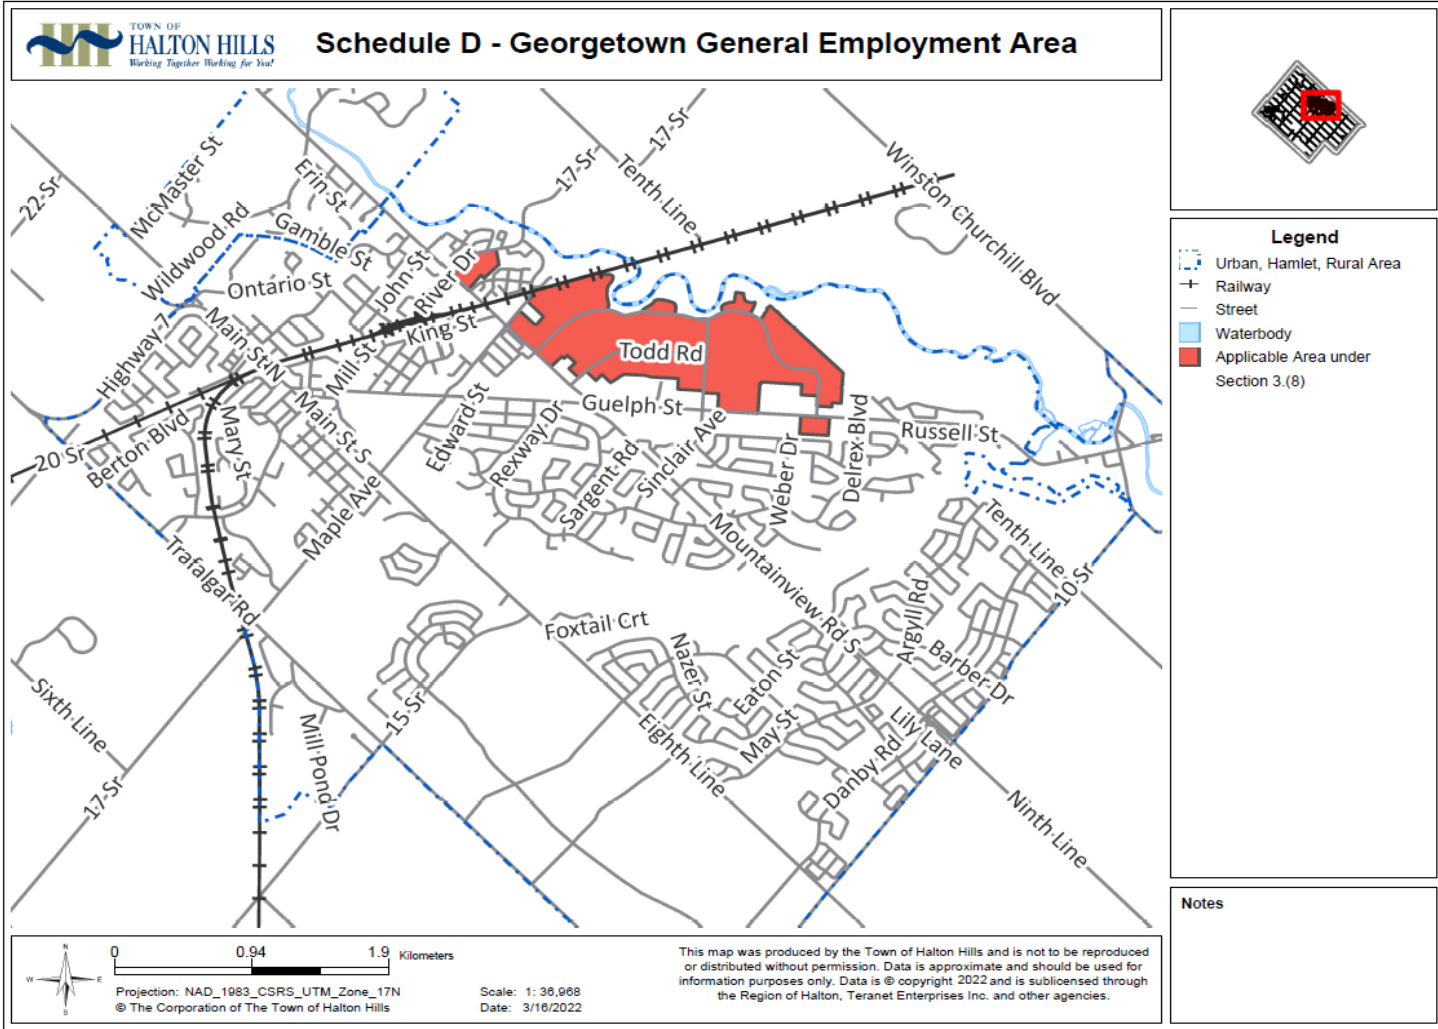 TOWN OF
HALTON HILLS
Working Together Working for You!
Schedule D - Georgetown General Employment Area
22-Sr
McMaster St
Wildwood Rd
Erin St
Gamble St
Ontario St
John St
River Dr
King St
17-Sr
17-Sr
Tenth Line
Winston Churchill Blvd
Highway 7
Main St N
Mill St
Todd Rd
Guelph St
20 Sr
Berton Blvd
Mary St
Main St S
Maple Ave
Edward St
Rexway Dr
Sargent Rd
Sinclair Ave
Weber Dr
Delrex Blvd
Russell St
Trafalgar Rd
Mountainview Rd S
Tenth Line
10 Sr
Argyll Rd
Barber Dr
Foxtail Crt
Nazer St
Eaton St
May St
Lily Lane
Danby Rd
Eighth Line
Ninth Line
Sixth Line
17-Sr
15 Sr
Mill Pond Dr
Legend
Urban, Hamlet, Rural Area
Railway
Street
Waterbody
Applicable Area under
Section 3.(8)
Notes
N
W
E
S
0 0.94 1.9 Kilometers
Projection: NAD_1983_CSRS_UTM_Zone_17N
© The Corporation of The Town of Halton Hills
Scale: 1: 36,968
Date: 3/16/2022
This map was produced by the Town of Halton Hills and is not to be reproduced
or distributed without permission. Data is approximate and should be used for
information purposes only. Data is © copyright 2022 and is sublicensed through
the Region of Halton, Teranet Enterprises Inc. and other agencies.